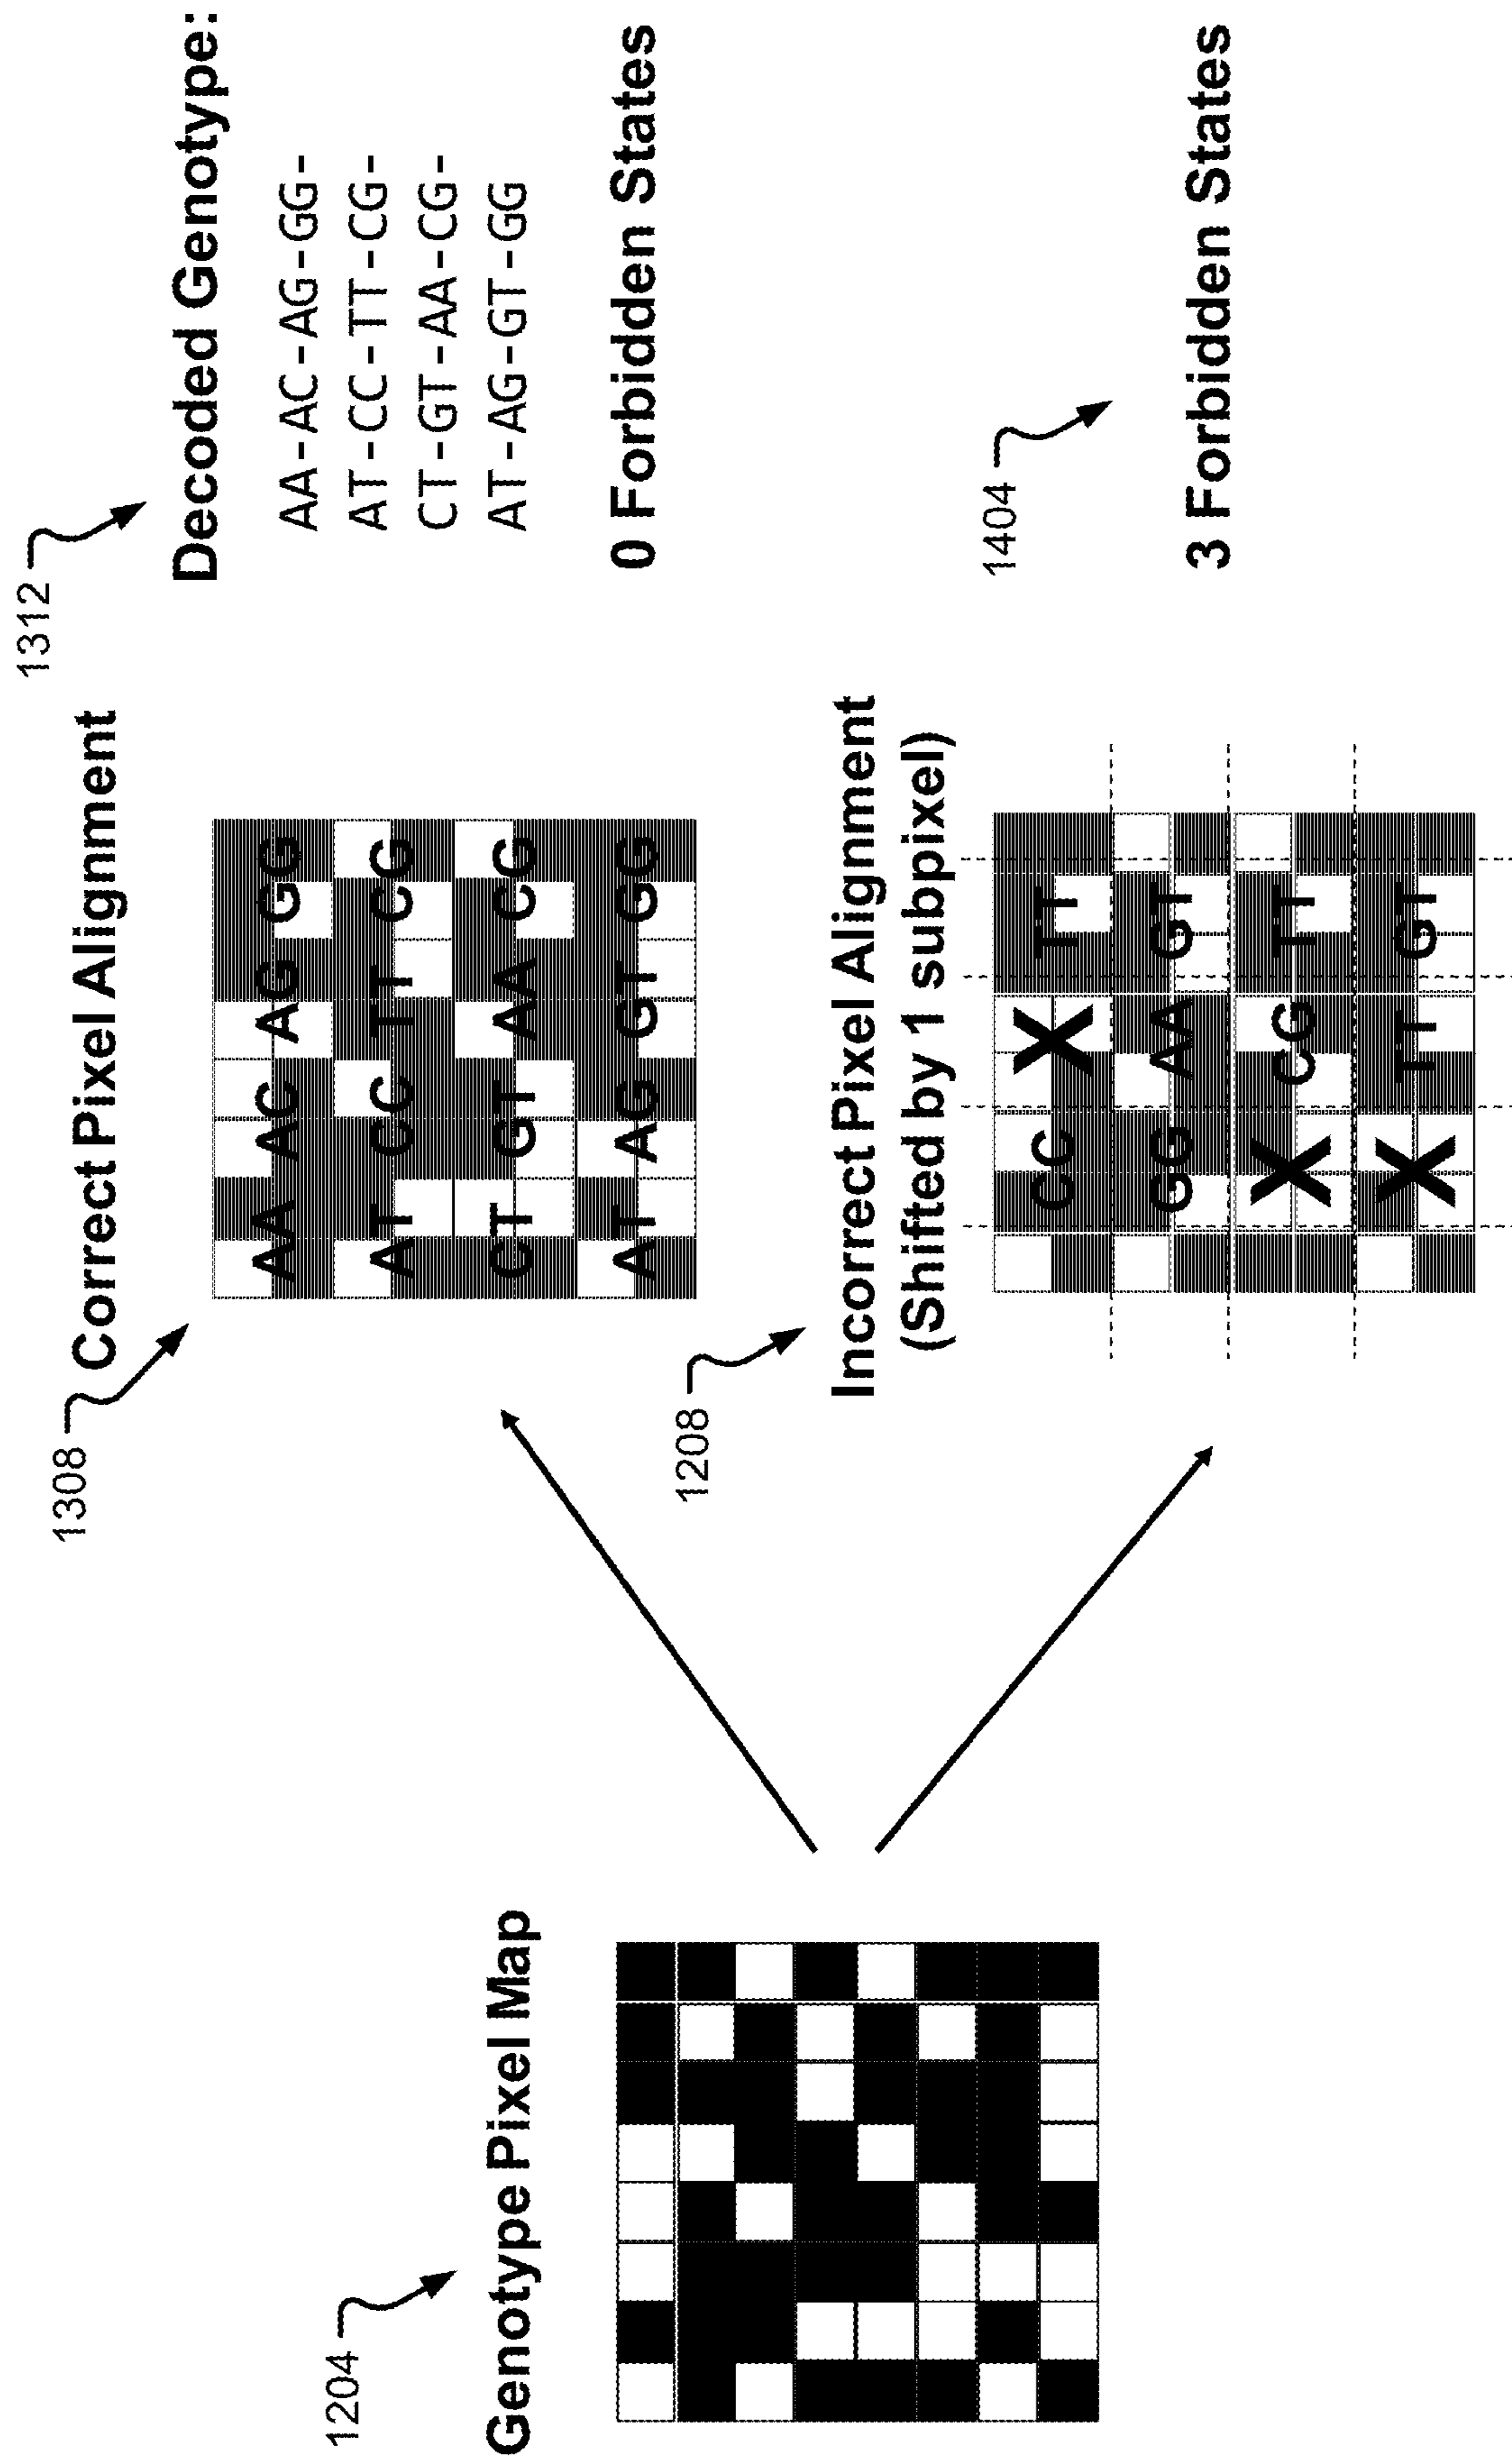 1204
Genotype Pixel Map
1308
Correct Pixel Alignment
AA AC AG GG
AT CC TT CG
CT GT AA CG
AT AG GT GG
1312
Decoded Genotype:
AA-AC-AG-GG-
AT-CC-TT-CG-
CT-GT-AA-CG-
AT-AG-GT-GG
0 Forbidden States
1208
Incorrect Pixel Alignment
(Shifted by 1 subpixel)
CC X TT
GG AA GT
X CG TT
X TT GT
1404
3 Forbidden States